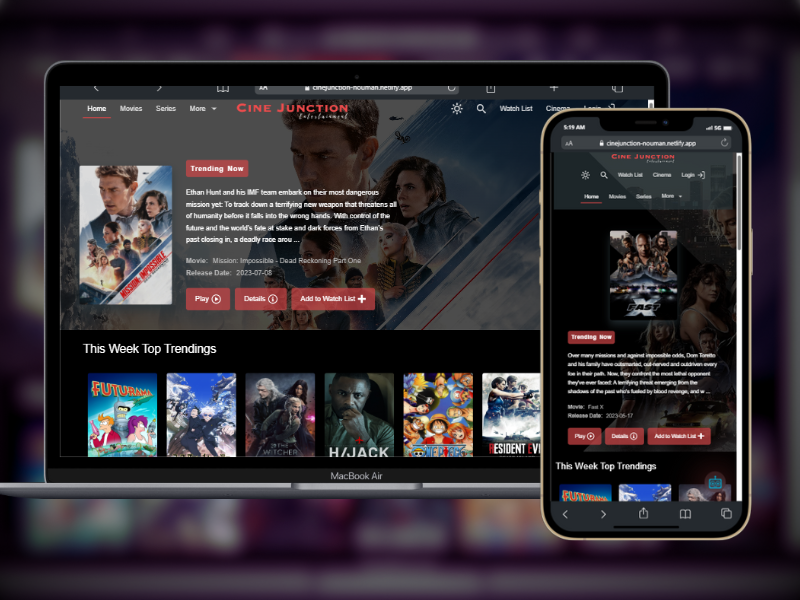 AA
cinejunction-nouman.netlify.app
Home
Movies
Series
More
CINE JUNCTION
Entertainment
Watch List
Cinema
Login
MISSION: IMPOSSIBLE
Trending Now
Ethan Hunt and his IMF team embark on their most dangerous
mission yet: To track down a terrifying new weapon that threatens all
of humanity before it falls into the wrong hands. With control of the
future and the world's fate at stake and dark forces from Ethan's
past closing in, a deadly race arou ...
Movie: Mission: Impossible - Dead Reckoning Part One
Release Date: 2023-07-08
Play
Details
Add to Watch List
This Week Top Trendings
FUTURAMA
THE
WITCHER
H/JACK
ONE PIECE
RESIDENT EVI
MacBook Air
5:19 AM
5G
AA
cinejunction-nouman.netlify.app
CINE JUNCTION
Entertainment
Watch List
Cinema
Login
Home
Movies
Series
More
FAST
Trending Now
Over many missions and against impossible odds, Dom Toretto
and his family have outsmarted, out-nerved and outdriven every
foe in their path. Now, they confront the most lethal opponent
they've ever faced: A terrifying threat emerging from the
shadows of the past who's fueled by blood revenge, and w ...
Movie: Fast X
Release Date: 2023-05-17
Play
Details
Add to Watch List
This Week Top Trendings
FUTURAMA